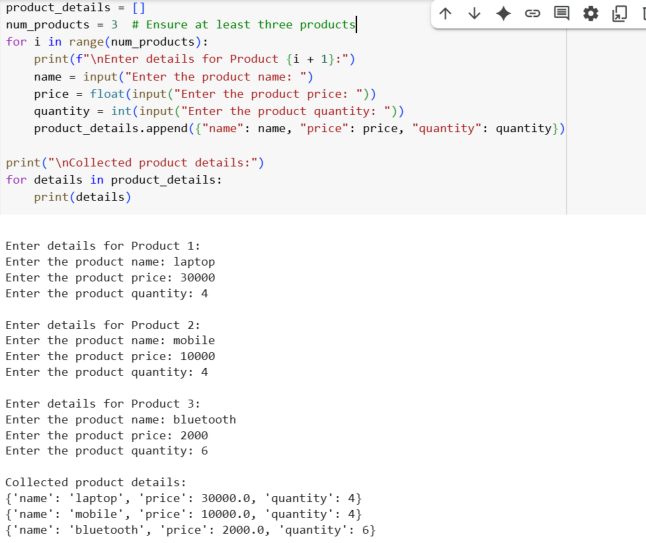 product_details = []
num_products = 3  # Ensure at least three products
for i in range(num_products):
    print(f"\nEnter details for Product {i + 1}:")
    name = input("Enter the product name: ")
    price = float(input("Enter the product price: "))
    quantity = int(input("Enter the product quantity: "))
    product_details.append({"name": name, "price": price, "quantity": quantity})

print("\nCollected product details:")
for details in product_details:
    print(details)

Enter details for Product 1:
Enter the product name: laptop
Enter the product price: 30000
Enter the product quantity: 4

Enter details for Product 2:
Enter the product name: mobile
Enter the product price: 10000
Enter the product quantity: 4

Enter details for Product 3:
Enter the product name: bluetooth
Enter the product price: 2000
Enter the product quantity: 6

Collected product details:
{'name': 'laptop', 'price': 30000.0, 'quantity': 4}
{'name': 'mobile', 'price': 10000.0, 'quantity': 4}
{'name': 'bluetooth', 'price': 2000.0, 'quantity': 6}